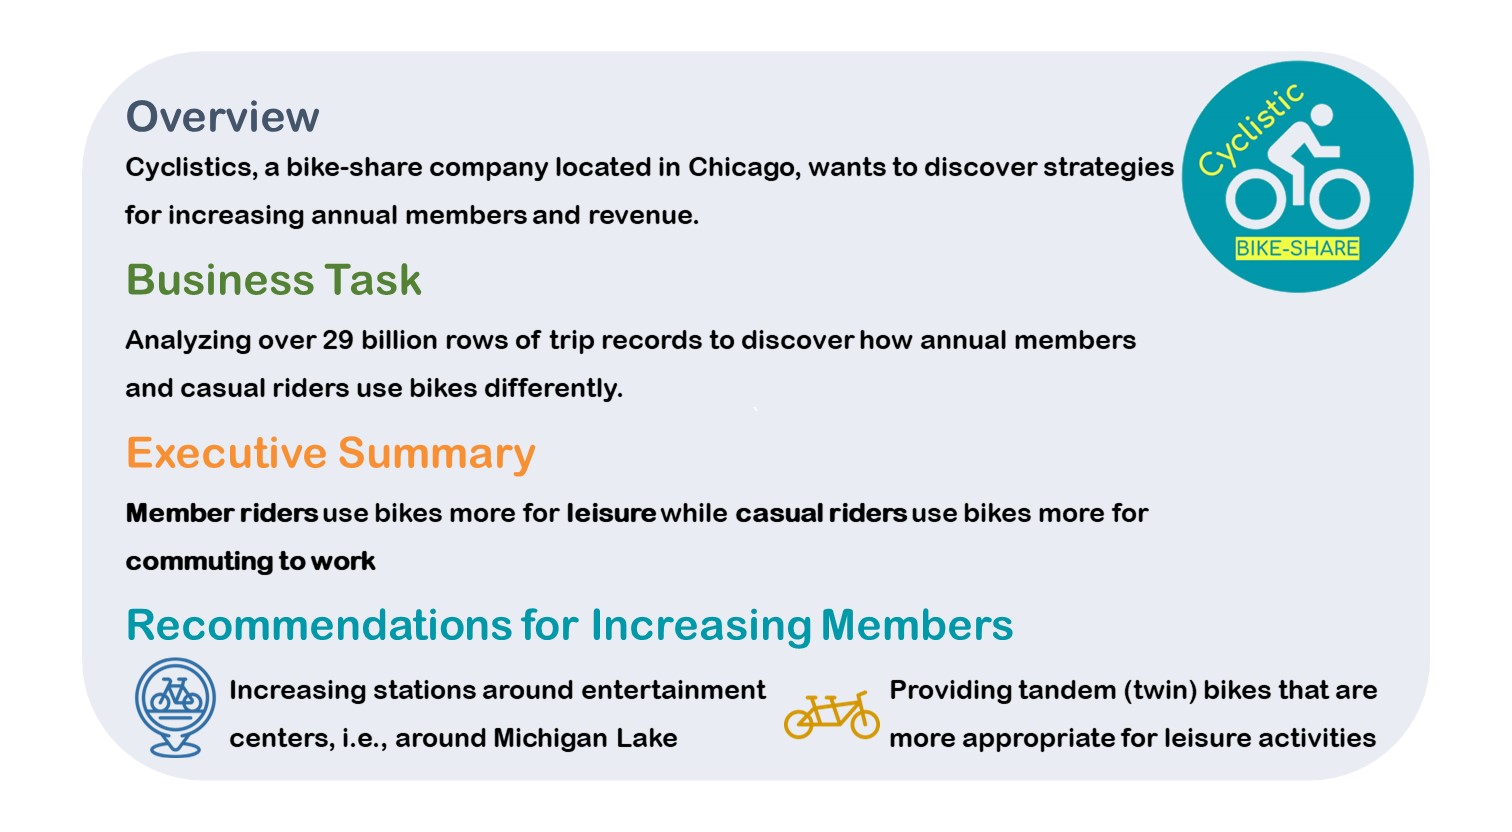 Overview
Cyclistics, a bike-share company located in Chicago, wants to discover strategies
for increasing annual members and revenue.
Cyclistic
BIKE-SHARE
Business Task
Analyzing over 29 billion rows of trip records to discover how annual members
and casual riders use bikes differently.
Executive Summary
Member riders use bikes more for leisure while casual riders use bikes more for
commuting to work
Recommendations for Increasing Members
Increasing stations around entertainment
centers, i.e., around Michigan Lake
Providing tandem (twin) bikes that are
more appropriate for leisure activities